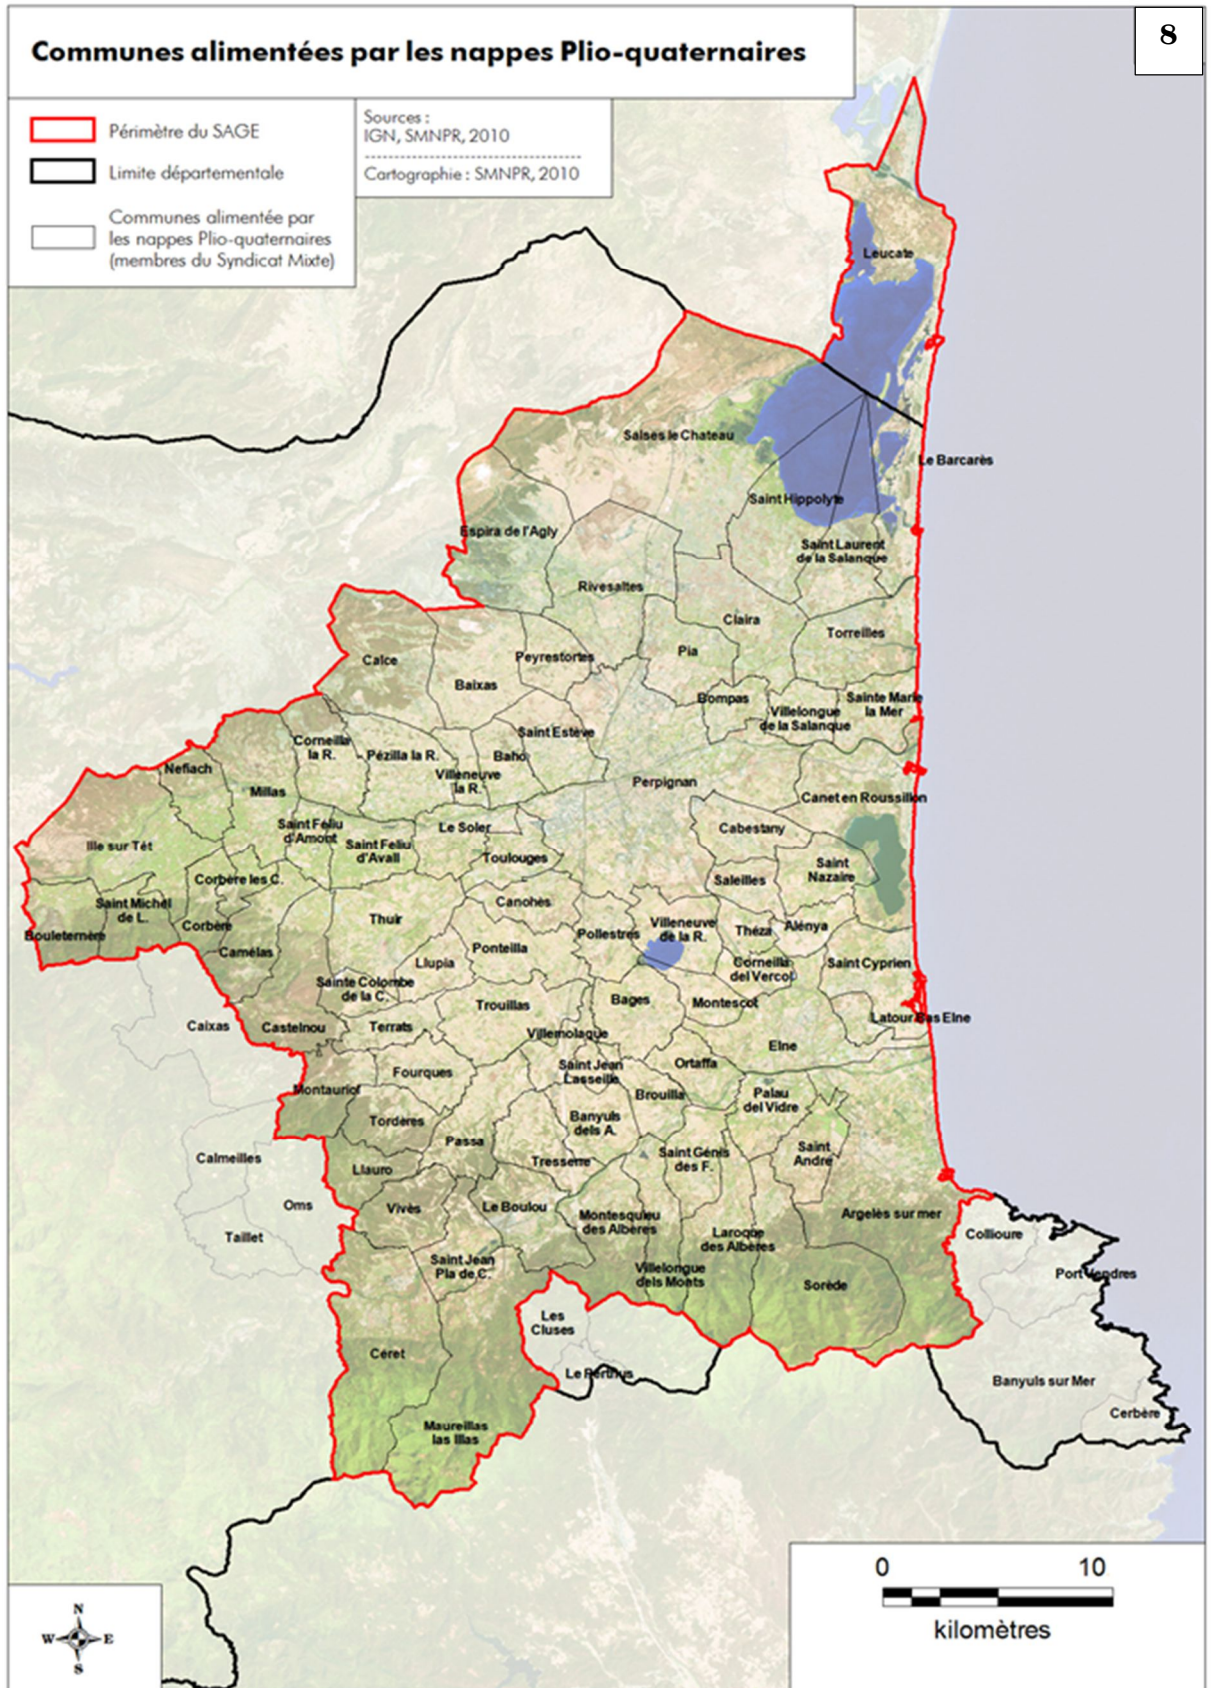 Communes alimentées par les nappes Plio-quaternaires
8
Périmètre du SAGE
Limite départementale
Communes alimentée par
les nappes Plio-quaternaires
(membres du Syndicat Mixte)
Sources :
IGN, SMNPR, 2010
Cartographie : SMNPR, 2010
Leucate
Salses le Chateau
Le Barcarès
Saint Hippolyte
Espira de l'Agly
Saint Laurent
de la Salanque
Rivesaltes
Claira
Torreilles
Pia
Calce
Peyrestortes
Baixas
Bompas
Villelongue
de la Salanque
Sainte Marie
la Mer
Saint Estève
Corneilla
la R.
Pézilla la R.
Baho
Villeneuve
la R.
Nefiach
Millas
Perpignan
Canet en Roussillon
Saint Féliu
d'Amont
Le Soler
Cabestany
Ille sur Tét
Saint Feliu
d'Avall
Toulouges
Saint
Nazaire
Corbère les C.
Saleilles
Saint Michel
de L.
Canohès
Thuir
Corbère
Bouleternère
Pollestres
Villeneuve
de la R.
Théza
Alénya
Camélas
Ponteilla
Llupia
Corneilla
del Vercol
Saint Cyprien
Sainte Colombe
de la C.
Trouillas
Bages
Montescot
Latour Bas Elne
Caixas
Castelnou
Terrats
Villemolaque
Elne
Fourques
Saint Jean
Lasseille
Ortaffa
Montauriol
Brouilla
Palau
del Vidre
Tordères
Banyuls
dels A.
Passa
Calmeilles
Tresserre
Saint Génis
des F.
Saint
André
Llauro
Oms
Vivès
Le Boulou
Montesquieu
des Albères
Argelès sur mer
Taillet
Laroque
des Albères
Collioure
Saint Jean
Pla de C.
Villelongue
dels Monts
Sorède
Port Vendres
Les
Cluses
Céret
Le Perthus
Banyuls sur Mer
Cerbère
Maureillas
las Illas
0 10
kilomètres
N
W E
S